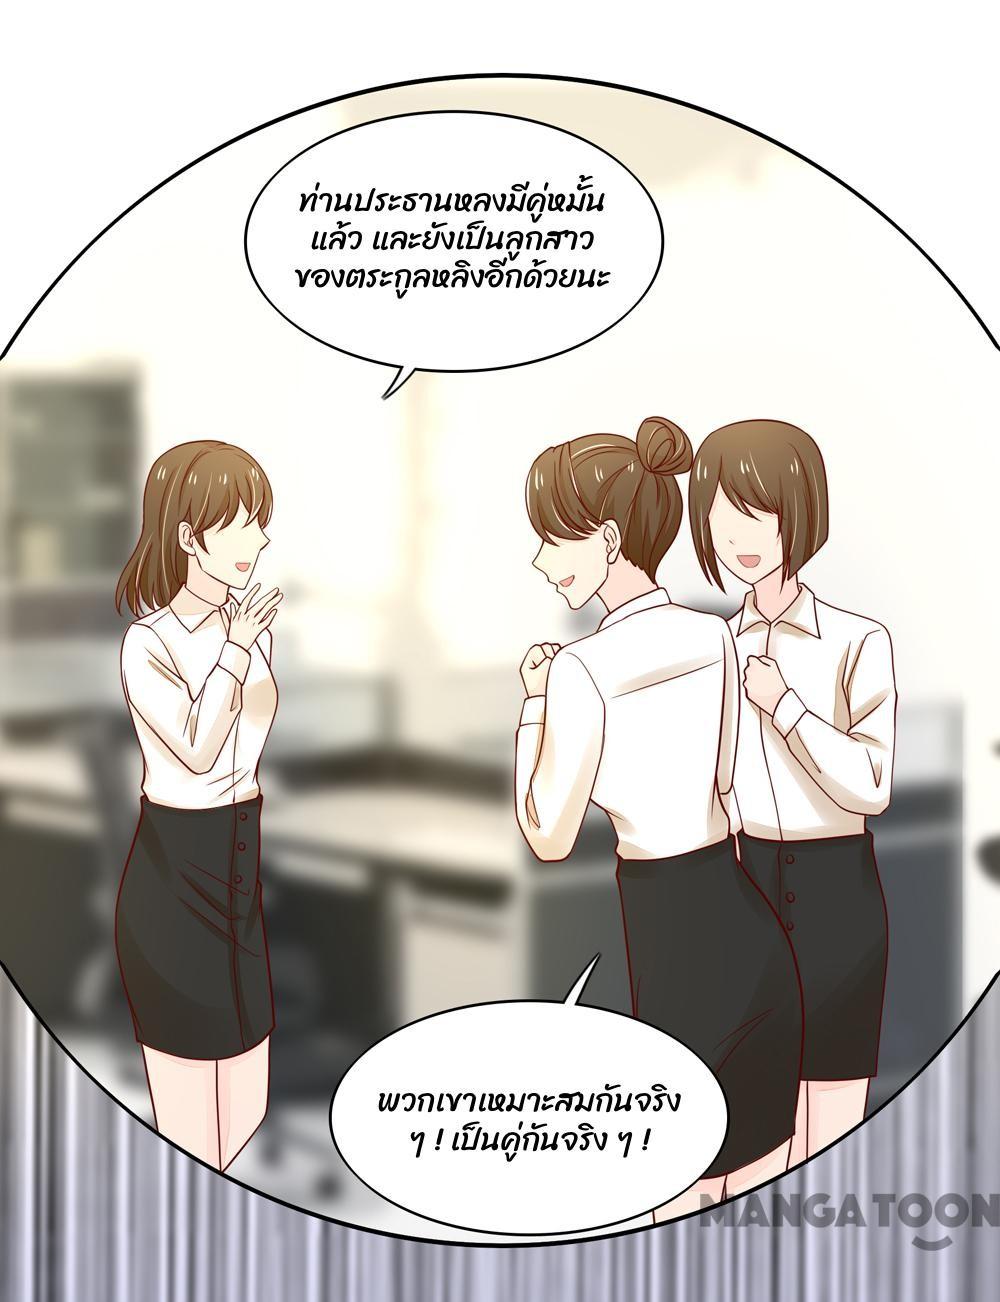 ท่านประธานหลงมีคู่หมั้น
แล้ว และยังเป็นลูกสาว
ของตระกูลหลิงอีกด้วยนะ
พวกเขาเหมาะสมกันจริง
ๆ ! เป็นคู่กันจริง ๆ !
MANGATOON